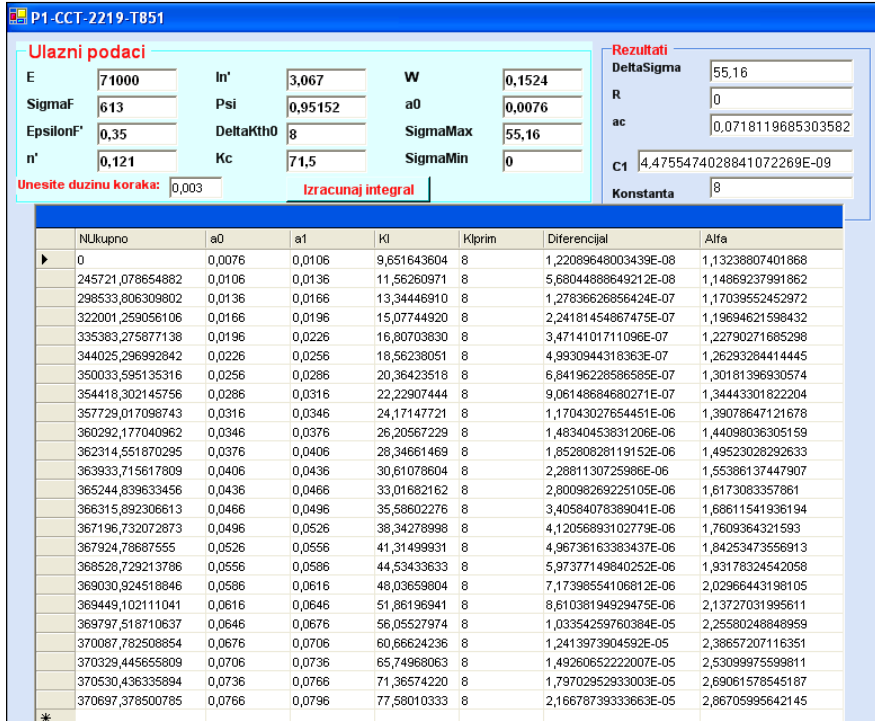 P1-CCT-2219-T851
Ulazni podaci
E 71000 In' 3,067 W 0,1524
SigmaF 613 Psi 0,95152 a0 0,0076
EpsilonF' 0,35 DeltaKth0 8 SigmaMax 55,16
n' 0,121 Kc 71,5 SigmaMin 0
Unesite duzinu koraka: 0,003 Izracunaj integral
Rezultati
DeltaSigma 55,16
R 0
ac 0,0718119685303582
C1 4,4755474028841072269E-09
Konstanta 8
NUkupno a0 a1 KI KIprim Diferencijal Alfa
0 0,0076 0,0106 9,651643604 8 1,22089648003439E-08 1,13238807401868
245721,078654882 0,0106 0,0136 11,56260971 8 5,68044888649212E-08 1,14869237991862
298533,806309802 0,0136 0,0166 13,34446910 8 1,27836626856424E-07 1,17039552452972
322001,259056106 0,0166 0,0196 15,07744920 8 2,24181454867475E-07 1,19694621598432
335383,275877138 0,0196 0,0226 16,80703830 8 3,4714101711096E-07 1,22790271685298
344025,296992842 0,0226 0,0256 18,56238051 8 4,9930944318363E-07 1,26293284414445
350033,595135316 0,0256 0,0286 20,36423518 8 6,84196228586585E-07 1,30181396930574
354418,302145756 0,0286 0,0316 22,22907444 8 9,06148684680271E-07 1,34443301822204
357729,017098743 0,0316 0,0346 24,17147721 8 1,17043027654451E-06 1,39078647121678
360292,177040962 0,0346 0,0376 26,20567229 8 1,48340453831206E-06 1,44098036305159
362314,551870295 0,0376 0,0406 28,34661469 8 1,85280828119152E-06 1,49523028292633
363933,715617809 0,0406 0,0436 30,61078604 8 2,2881130725986E-06 1,55386137447907
365244,839633456 0,0436 0,0466 33,01682162 8 2,80098269225105E-06 1,6173083357861
366315,892306613 0,0466 0,0496 35,58602276 8 3,40584078389041E-06 1,68611541936194
367196,732072873 0,0496 0,0526 38,34278998 8 4,12056893102779E-06 1,7609364321593
367924,78687555 0,0526 0,0556 41,31499931 8 4,96736163383437E-06 1,84253473556913
368528,729213786 0,0556 0,0586 44,53433633 8 5,97377149840252E-06 1,93178324542058
369030,924518846 0,0586 0,0616 48,03659804 8 7,17398554106812E-06 2,02966443198105
369449,102111041 0,0616 0,0646 51,86196941 8 8,61038194929475E-06 2,13727031995611
369797,518710637 0,0646 0,0676 56,05527974 8 1,03354259760384E-05 2,25580248848959
370087,782508854 0,0676 0,0706 60,66624236 8 1,2413973904592E-05 2,38657207116351
370329,445655809 0,0706 0,0736 65,74968063 8 1,49260652222007E-05 2,53099975599811
370530,436335894 0,0736 0,0766 71,36574220 8 1,79702952933003E-05 2,69061578545187
370697,378500785 0,0766 0,0796 77,58010333 8 2,16678739333663E-05 2,86705995642145